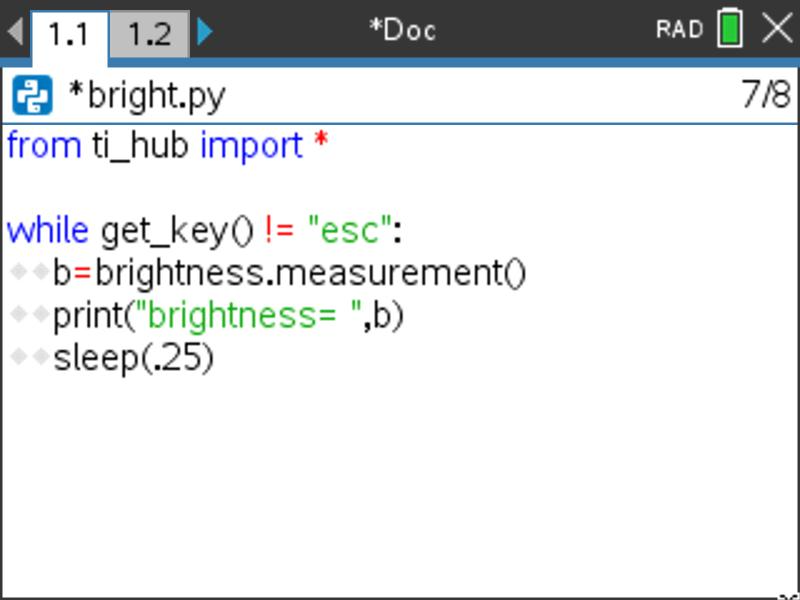 1.1 1.2 *Doc RAD
*bright.py 7/8
from ti_hub import *
while get_key() != "esc":
b=brightness.measurement()
print("brightness= ",b)
sleep(.25)